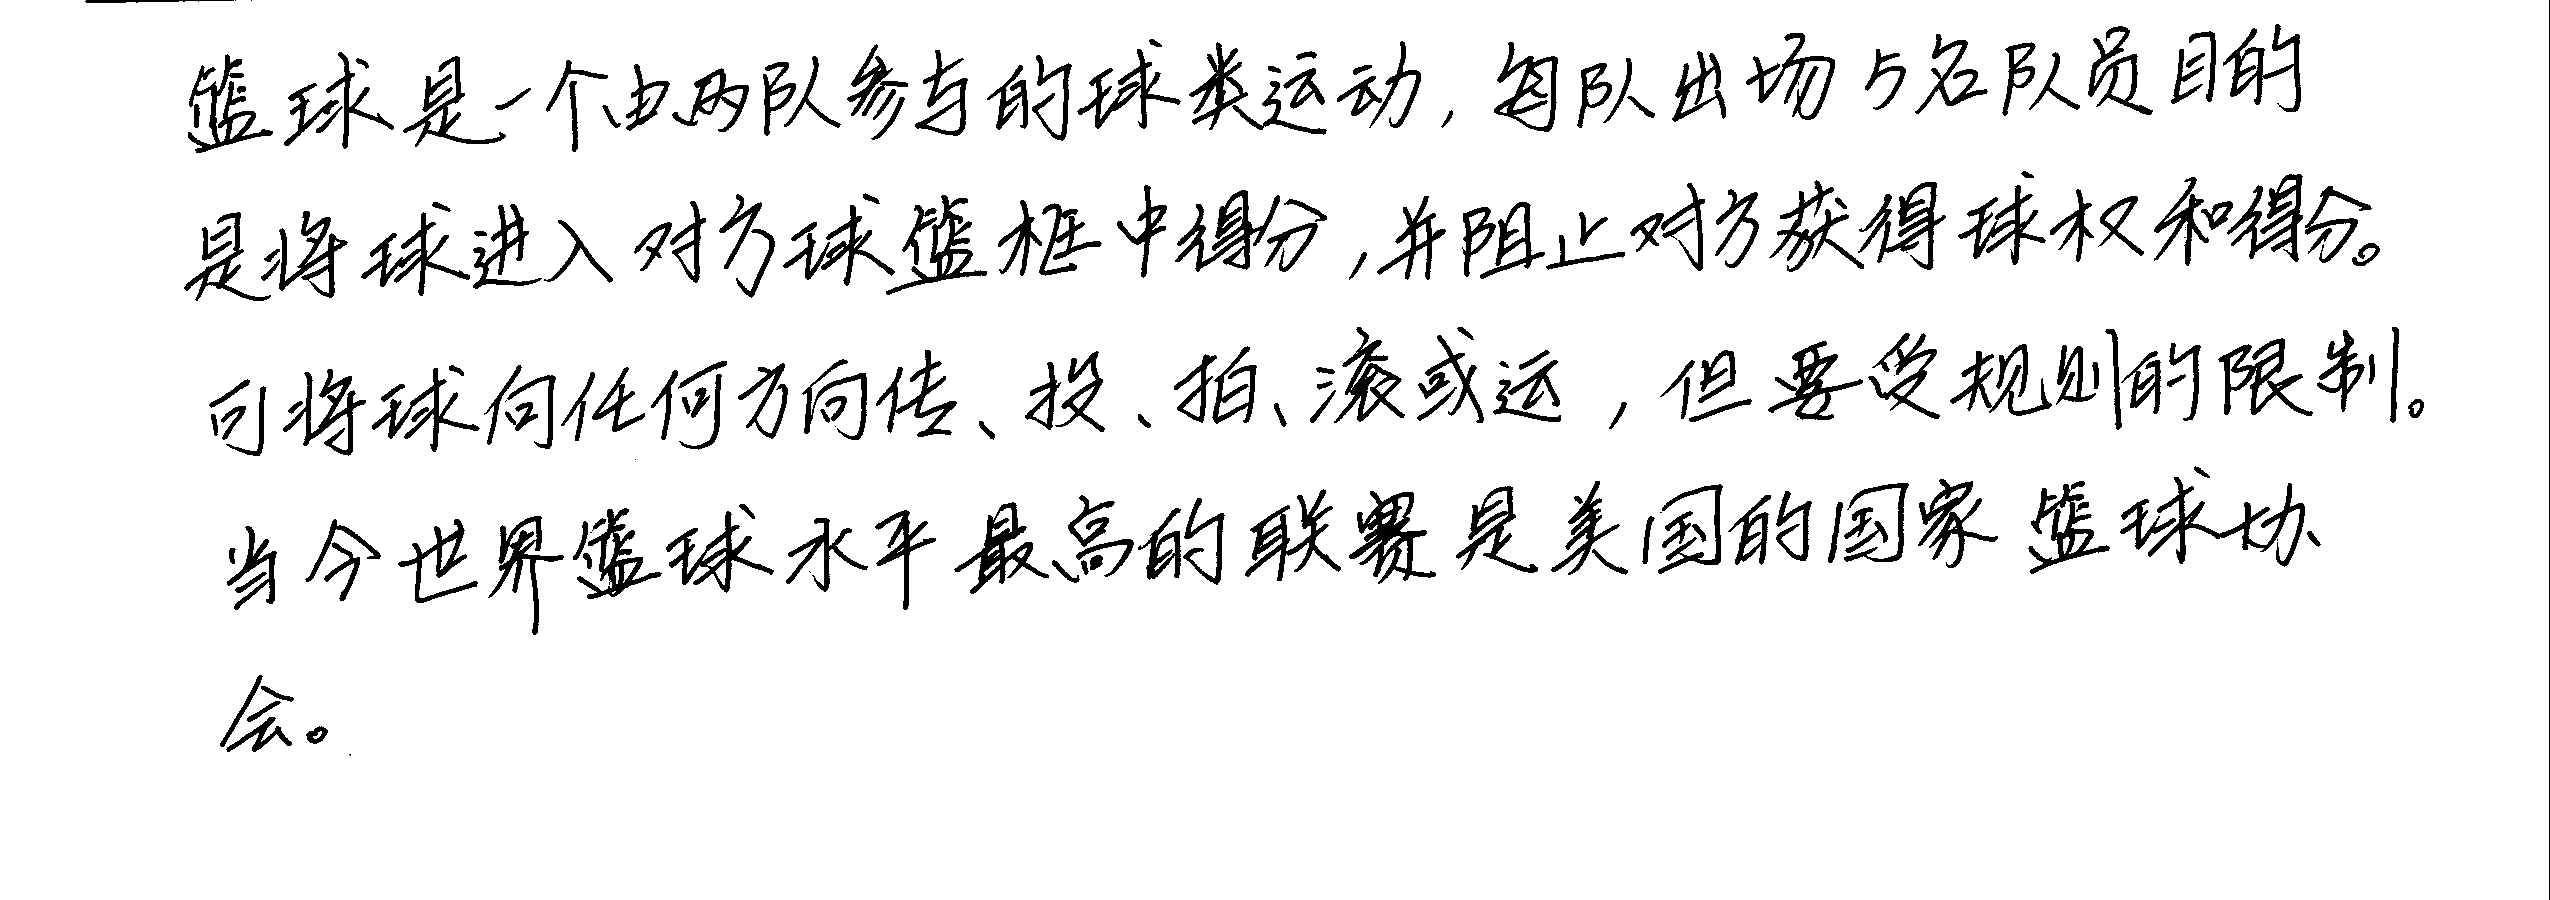 篮球是一个由两队参与的球类运动,每队出场5名队员目的
是将球进入对方球篮框中得分,并阻止对方获得球权和得分。
可将球向任何方向传、投、拍、滚或运,但要受规则的限制。
当今世界篮球水平最高的联赛是美国的国家篮球协
会。